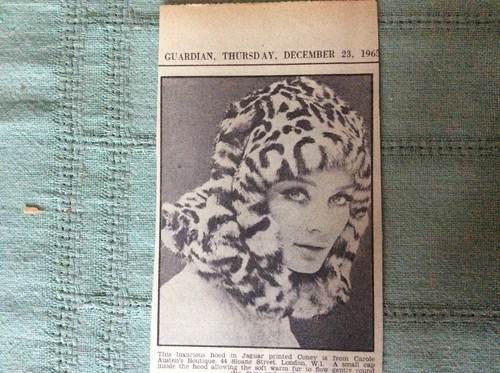 GUARDIAN, THURSDAY, DECEMBER 23, 1965
This luxurious hood in Jaguar printed Coney is from Carole
Austen's Boutique, 44 Sloane Street, London, W.1. A small cap
inside the hood allowing the soft warm fur to flow gently round